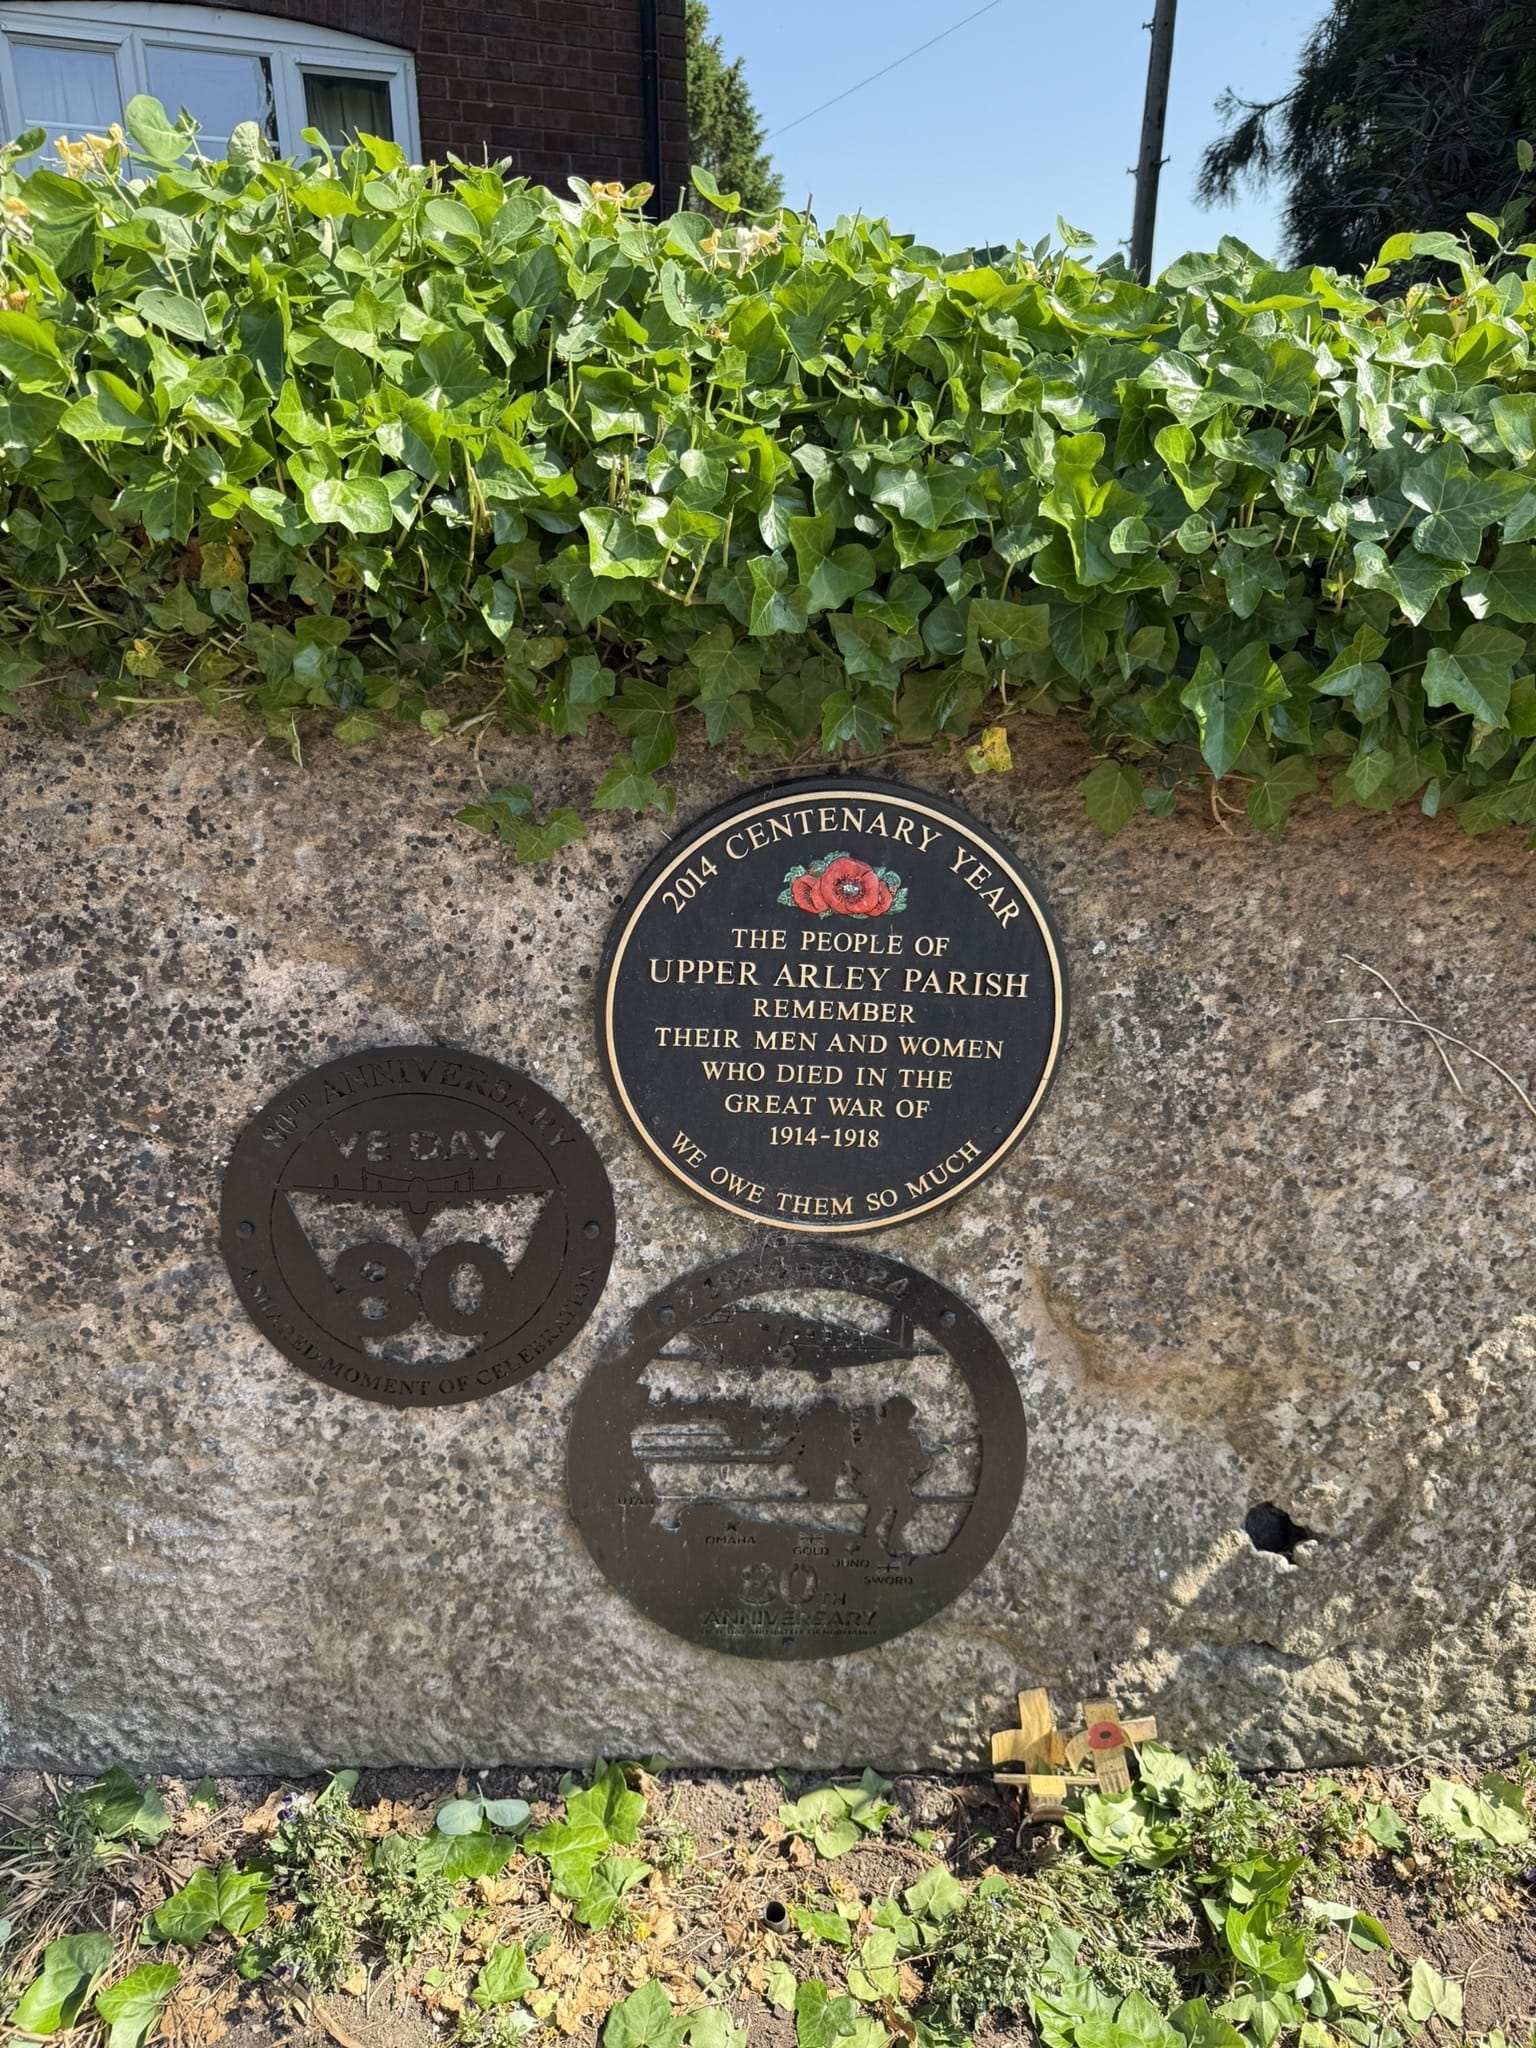 2014 CENTENARY YEAR
THE PEOPLE OF
UPPER ARLEY PARISH
REMEMBER
THEIR MEN AND WOMEN
WHO DIED IN THE
GREAT WAR OF
1914-1918
WE OWE THEM SO MUCH
80TH ANNIVERSARY
VE DAY
80
A SHARED MOMENT OF CELEBRATION
UTAH
OMAHA
GOLD
JUNO
SWORD
80TH
ANNIVERSARY